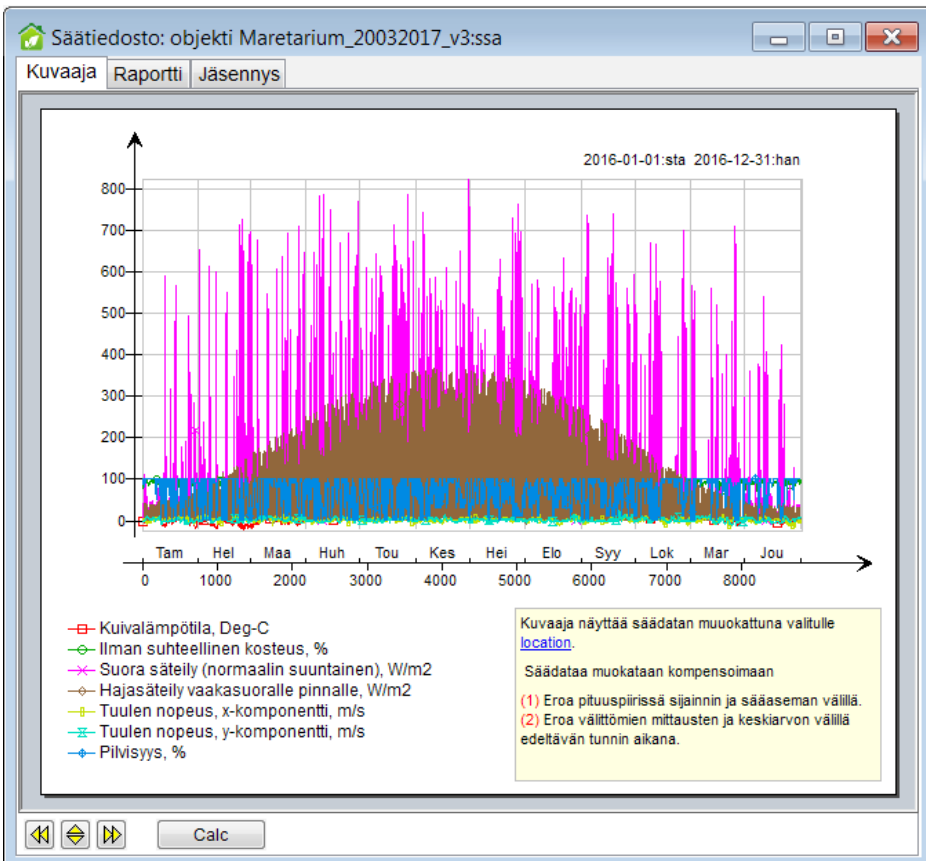 Säätiedosto: objekti Maretarium_20032017_v3:ssa
Kuvaaja Raportti Jäsennys
2016-01-01:sta 2016-12-31:han
800
700
600
500
400
300
200
100
0
Tam Hel Maa Huh Tou Kes Hei Elo Syy Lok Mar Jou
0 1000 2000 3000 4000 5000 6000 7000 8000
Kuivalämpötila, Deg-C
Ilman suhteellinen kosteus, %
Suora säteily (normaalin suuntainen), W/m2
Hajasäteily vaakasuoralle pinnalle, W/m2
Tuulen nopeus, x-komponentti, m/s
Tuulen nopeus, y-komponentti, m/s
Pilvisyys, %
Kuvaaja näyttää säädatan muuokattuna valitulle
location.
Säädataa muokataan kompensoimaan
(1) Eroa pituuspiirissä sijainnin ja sääaseman välillä.
(2) Eroa välittömien mittausten ja keskiarvon välillä
edeltävän tunnin aikana.
Calc